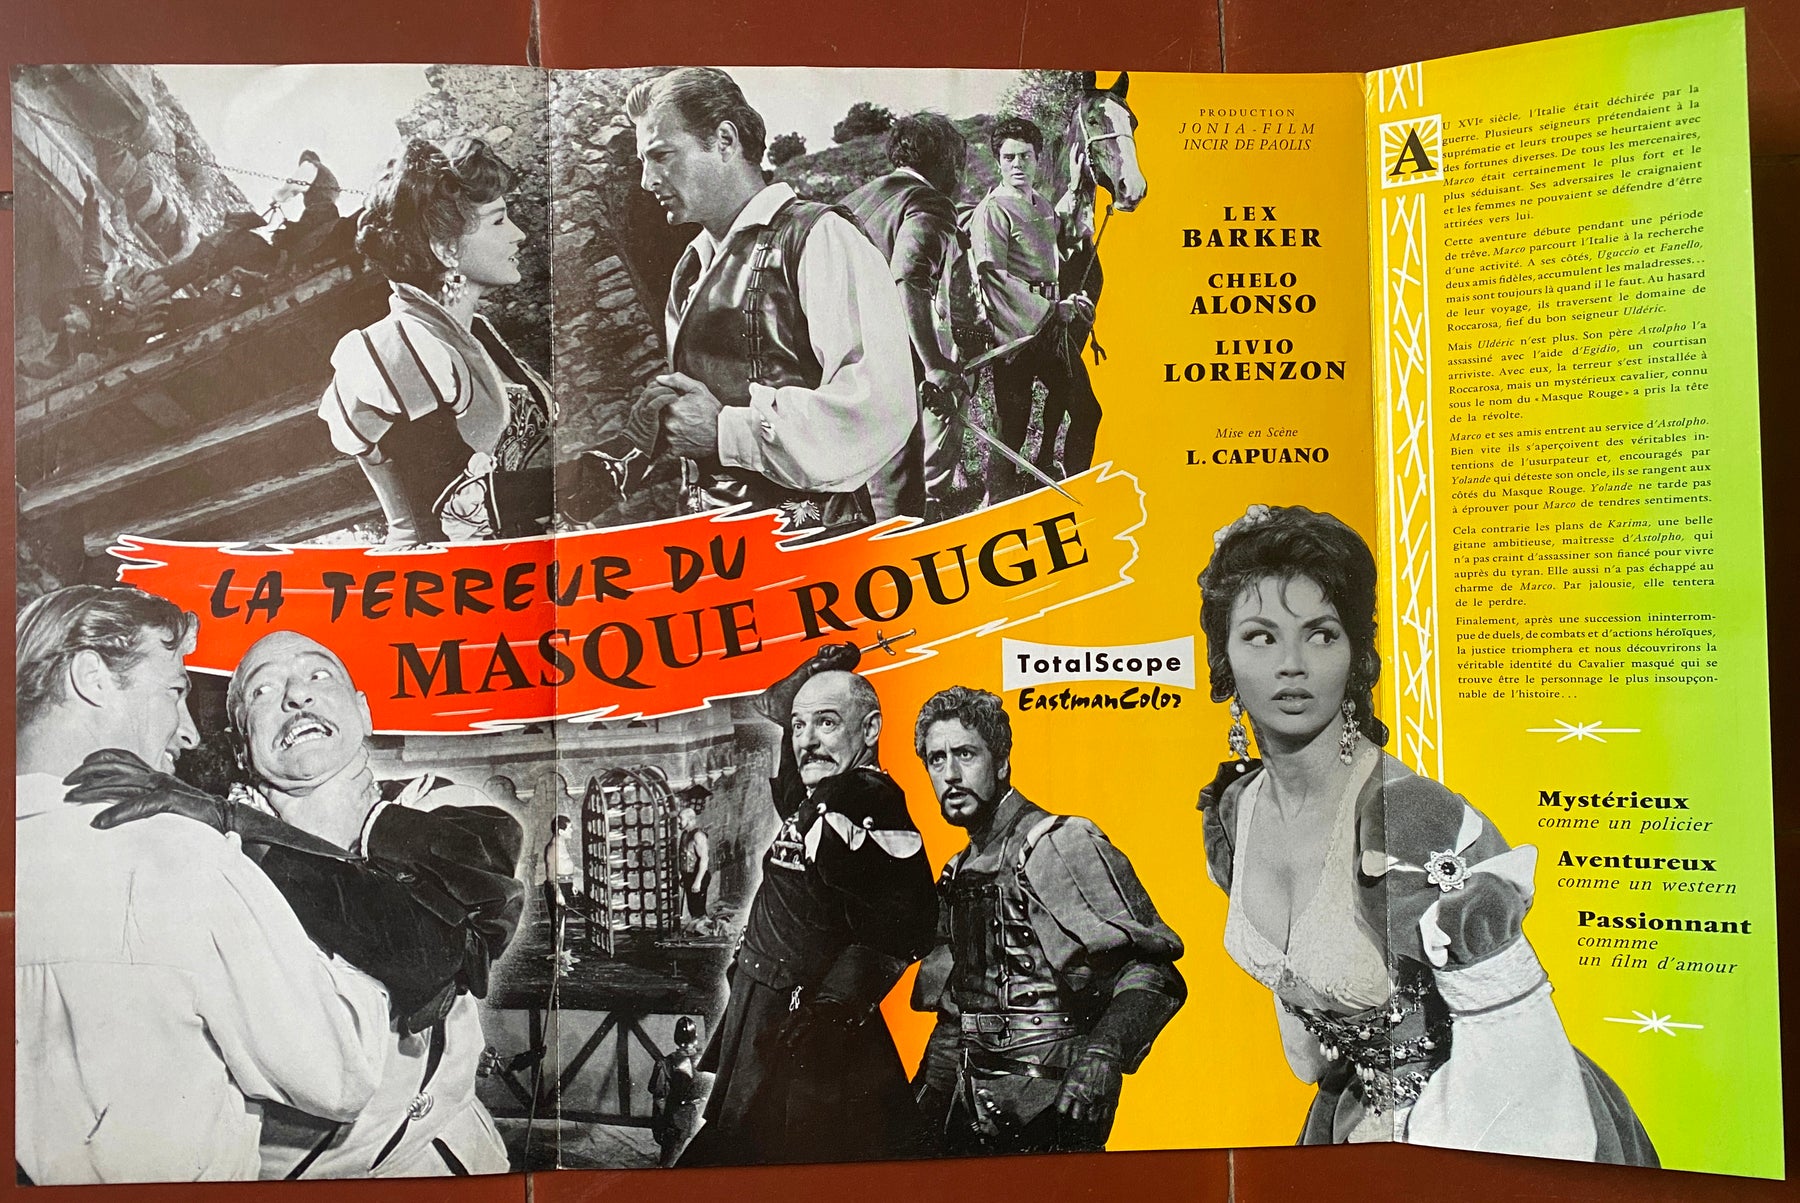 PRODUCTION
JONIA-FILM
INCIR DE PAOLIS
LEX
BARKER
CHELO
ALONSO
LIVIO
LORENZON
Mise en Scène
L. CAPUANO
LA TERREUR DU
MASQUE ROUGE
TotalScope
EastmanColor
AU XVIe siècle, l'Italie était déchirée par la
guerre. Plusieurs seigneurs prétendaient à la
suprématie et leurs troupes se heurtaient avec
des fortunes diverses. De tous les mercenaires,
Marco était certainement le plus fort et le
plus séduisant. Ses adversaires le craignaient
et les femmes ne pouvaient se défendre d'être
attirées vers lui.
Cette aventure débute pendant une période
de trêve. Marco parcourt l'Italie à la recherche
d'une activité. A ses côtés, Uguccio et Fanello,
deux amis fidèles, accumulent les maladresses...
mais sont toujours là quand il le faut. Au hasard
de leur voyage, ils traversent le domaine de
Roccarosa, fief du bon seigneur Uldéric.
Mais Uldéric n'est plus. Son père Astolpho l'a
assassiné avec l'aide d'Egidio, un courtisan
arriviste. Avec eux, la terreur s'est installée à
Roccarosa, mais un mystérieux cavalier, connu
sous le nom du «Masque Rouge» a pris la tête
de la révolte.
Marco et ses amis entrent au service d'Astolpho.
Bien vite ils s'aperçoivent des véritables in-
tentions de l'usurpateur et, encouragés par
Yolande qui déteste son oncle, ils se rangent aux
côtés du Masque Rouge. Yolande ne tarde pas
à éprouver pour Marco de tendres sentiments.
Cela contrarie les plans de Karima, une belle
gitane ambitieuse, maîtresse d'Astolpho, qui
n'a pas craint d'assassiner son fiancé pour vivre
auprès du tyran. Elle aussi n'a pas échappé au
charme de Marco. Par jalousie, elle tentera
de le perdre.
Finalement, après une succession ininterrom-
pue de duels, de combats et d'actions héroïques,
la justice triomphera et nous découvrirons la
véritable identité du Cavalier masqué qui se
trouve être le personnage le plus insoupçon-
nable de l'histoire...
Mystérieux
comme un policier
Aventureux
comme un western
Passionnant
commme
un film d'amour